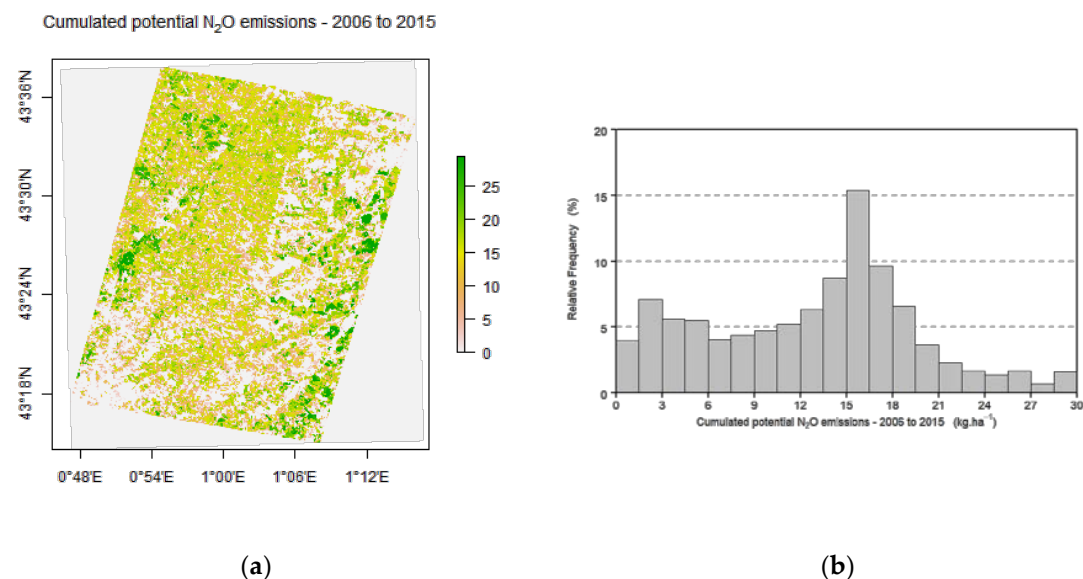 Cumulated potential N₂O emissions - 2006 to 2015
43°36'N
43°30'N
43°24'N
43°18'N
0°48'E 0°54'E 1°00'E 1°06'E 1°12'E
25
20
15
10
5
0
Relative Frequency (%)
20
15
10
5
0
0 3 6 9 12 15 18 21 24 27 30
Cumulated potential N₂O emissions - 2006 to 2015 (kg.ha⁻¹)
(a) (b)